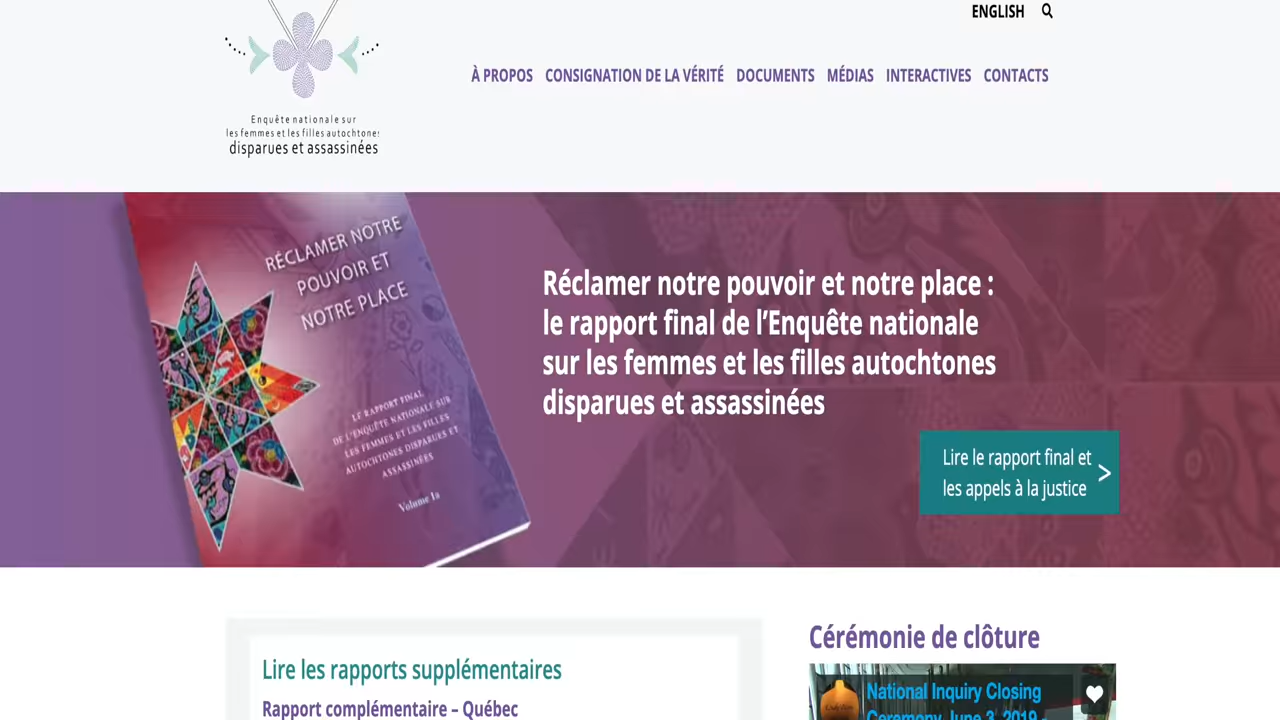 ENGLISH
À PROPOS CONSIGNATION DE LA VÉRITÉ DOCUMENTS MÉDIAS INTERACTIVES CONTACTS
Enquête nationale sur
les femmes et les filles autochtones
disparues et assassinées
RÉCLAMER NOTRE
POUVOIR ET
NOTRE PLACE
LE RAPPORT FINAL
DE L'ENQUÊTE NATIONALE SUR
LES FEMMES ET LES FILLES
AUTOCHTONES DISPARUES ET
ASSASSINÉES
Volume 1a
Réclamer notre pouvoir et notre place :
le rapport final de l’Enquête nationale
sur les femmes et les filles autochtones
disparues et assassinées
Lire le rapport final et
les appels à la justice
>
Lire les rapports supplémentaires
Rapport complémentaire – Québec
Cérémonie de clôture
National Inquiry Closing
Ceremony June 3, 2019 -